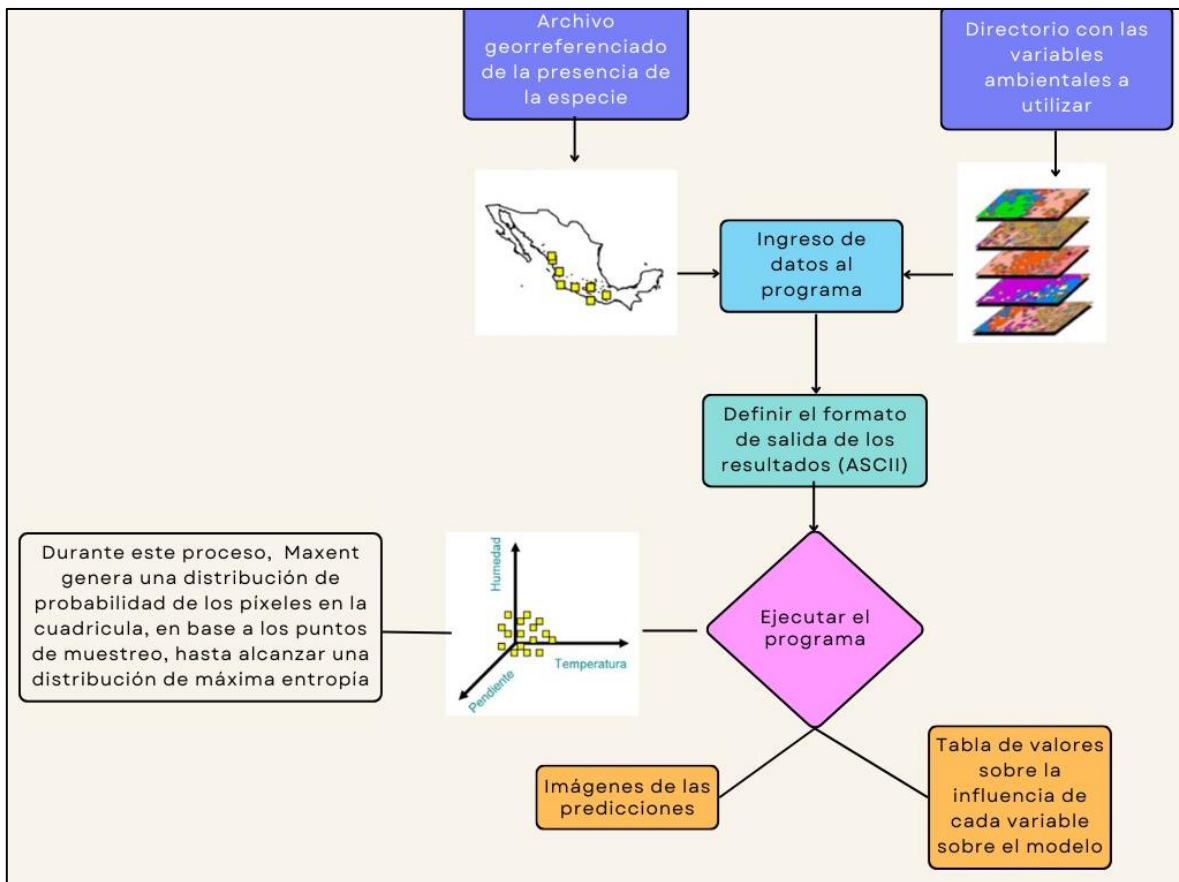 Archivo
georreferenciado
de la presencia de
la especie
Directorio con las
variables
ambientales a
utilizar
Ingreso de
datos al
programa
Definir el formato
de salida de los
resultados (ASCII)
Durante este proceso, Maxent
genera una distribución de
probabilidad de los píxeles en la
cuadricula, en base a los puntos
de muestreo, hasta alcanzar una
distribución de máxima entropía
Humedad
Temperatura
Pendiente
Ejecutar el
programa
Imágenes de las
predicciones
Tabla de valores
sobre la
influencia de
cada variable
sobre el modelo